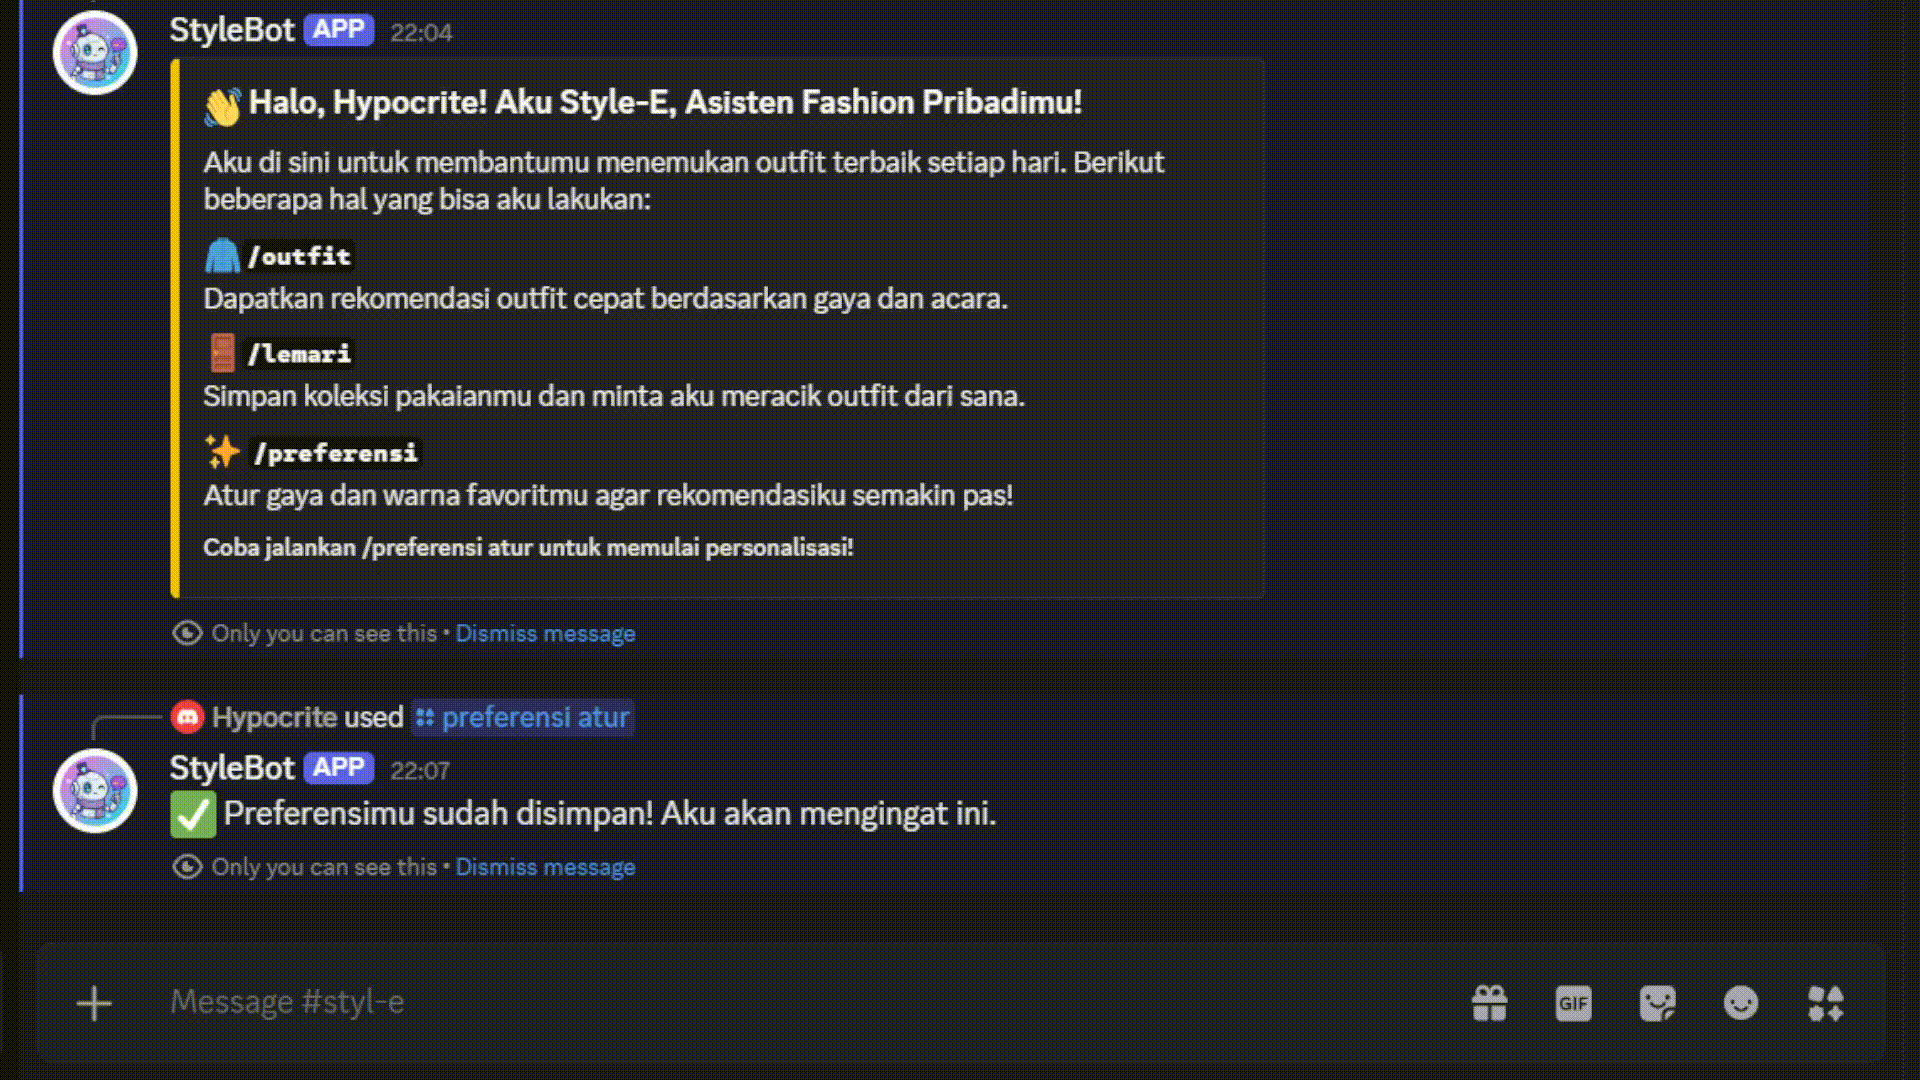 StyleBot APP 22:04
👋 Halo, Hypocrite! Aku Style-E, Asisten Fashion Pribadimu!
Aku di sini untuk membantumu menemukan outfit terbaik setiap hari. Berikut
beberapa hal yang bisa aku lakukan:
/outfit
Dapatkan rekomendasi outfit cepat berdasarkan gaya dan acara.
/lemari
Simpan koleksi pakaianmu dan minta aku meracik outfit dari sana.
/preferensi
Atur gaya dan warna favoritmu agar rekomendasiku semakin pas!
Coba jalankan /preferensi atur untuk memulai personalisasi!
Only you can see this • Dismiss message
Hypocrite used preferensi atur
StyleBot APP 22:07
✅ Preferensimu sudah disimpan! Aku akan mengingat ini.
Only you can see this • Dismiss message
Message #styl-e
GIF